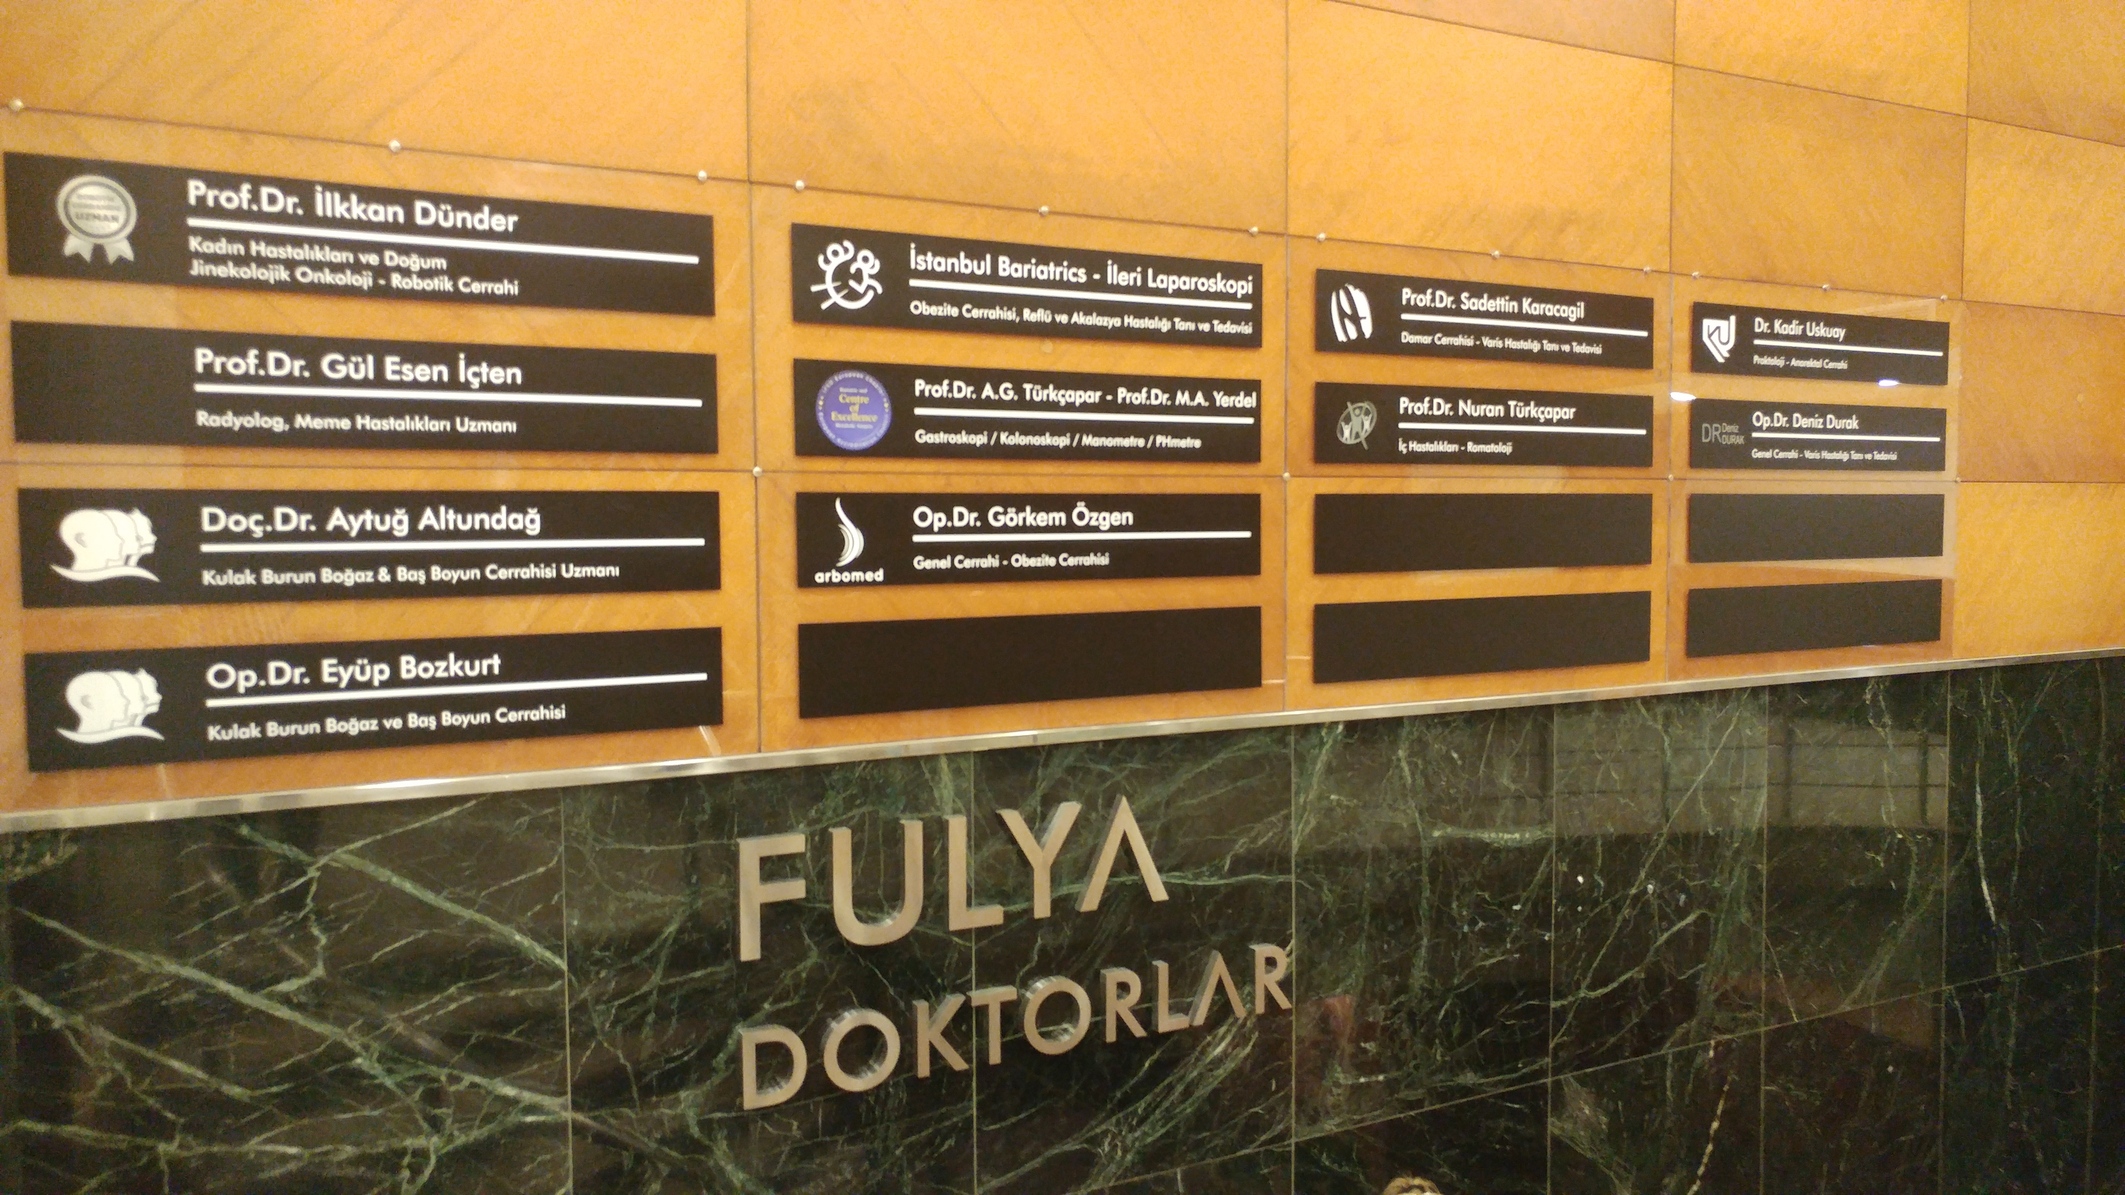 UZMAN
Prof.Dr. İlkkan Dünder
Kadın Hastalıkları ve Doğum
Jinekolojik Onkoloji - Robotik Cerrahi
Prof.Dr. Gül Esen İçten
Radyolog, Meme Hastalıkları Uzmanı
Doç.Dr. Aytuğ Altundağ
Kulak Burun Boğaz & Baş Boyun Cerrahisi Uzmanı
Op.Dr. Eyüp Bozkurt
Kulak Burun Boğaz ve Baş Boyun Cerrahisi
İstanbul Bariatrics - İleri Laparoskopi
Obezite Cerrahisi, Reflü ve Akalazya Hastalığı Tanı ve Tedavisi
Centre
of
Excellence
Prof.Dr. A.G. Türkçapar - Prof.Dr. M.A. Yerdel
Gastroskopi / Kolonoskopi / Manometre / PHmetre
arbomed
Op.Dr. Görkem Özgen
Genel Cerrahi - Obezite Cerrahisi
Prof.Dr. Sadettin Karacagil
Damar Cerrahisi - Varis Hastalığı Tanı ve Tedavisi
Prof.Dr. Nuran Türkçapar
İç Hastalıkları - Romatoloji
KU
Dr. Kadir Uskuay
Proktoloji - Anorektal Cerrahi
DR Deniz
DURAK
Op.Dr. Deniz Durak
Genel Cerrahi - Varis Hastalığı Tanı ve Tedavisi
FULYA
DOKTORLAR